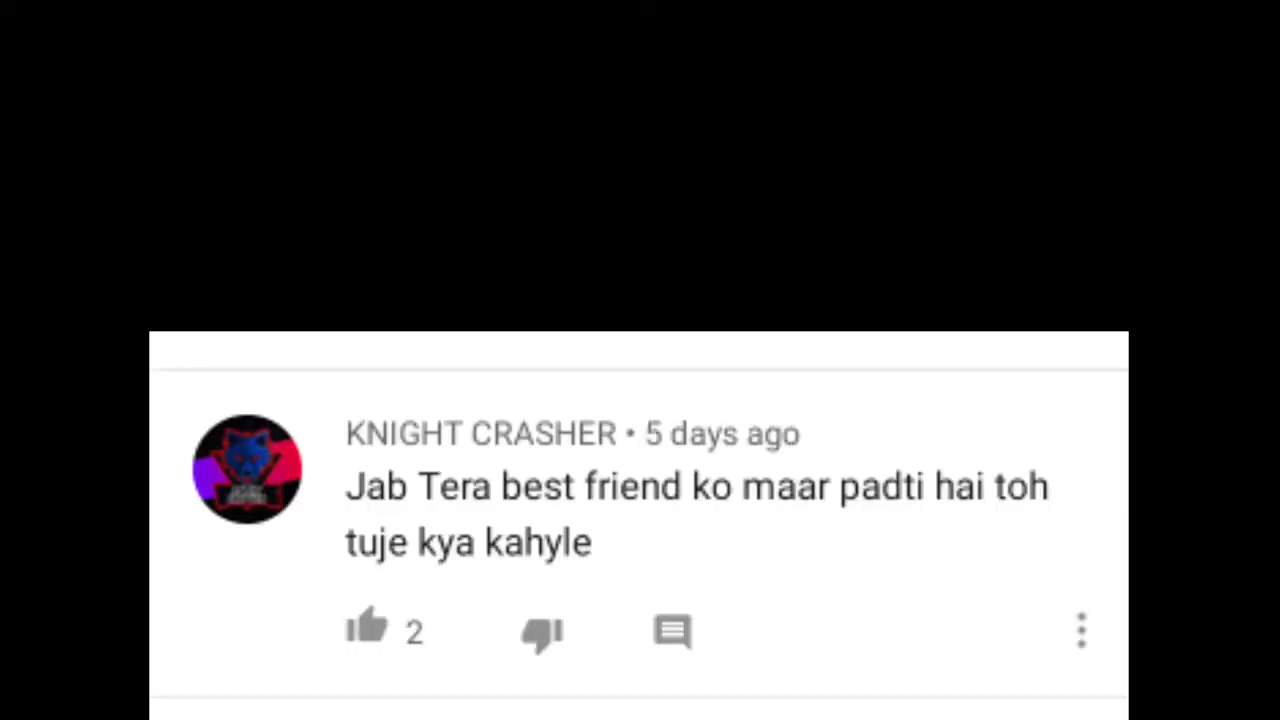 KNIGHT CRASHER • 5 days ago
Jab Tera best friend ko maar padti hai toh
tuje kya kahyle
2